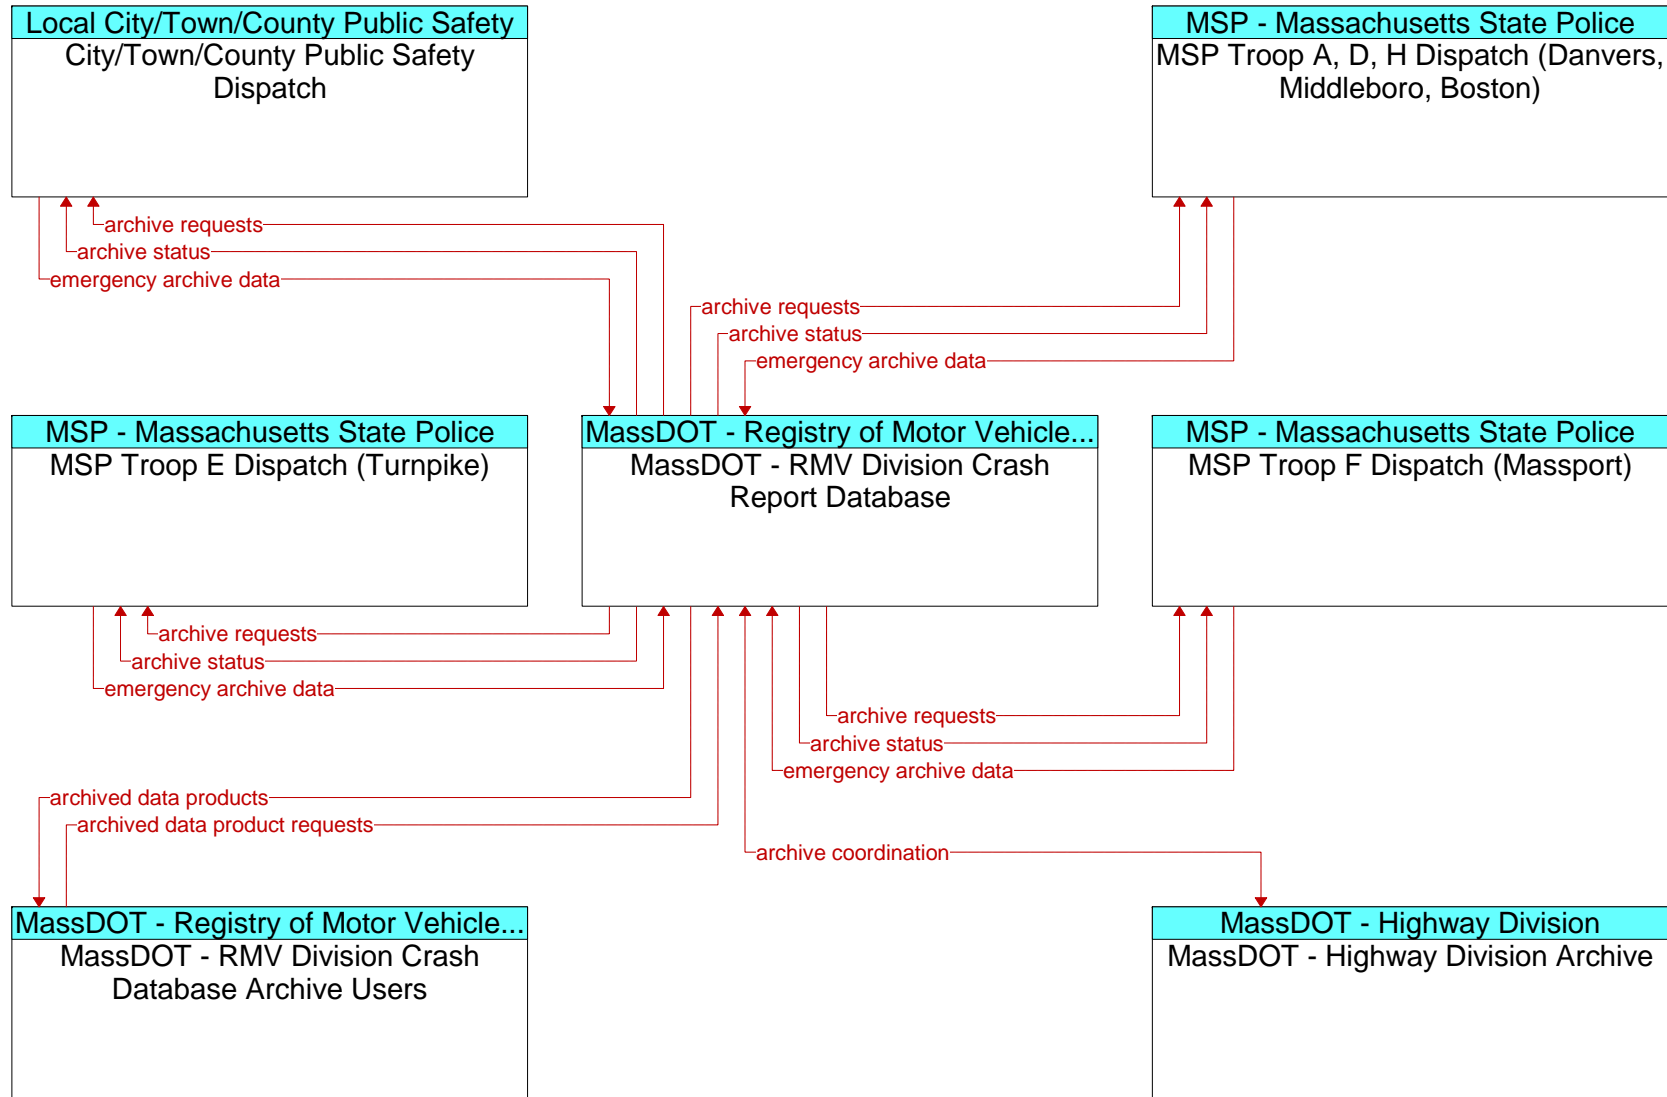 Local City/Town/County Public Safety
City/Town/County Public Safety
Dispatch
MSP - Massachusetts State Police
MSP Troop A, D, H Dispatch (Danvers,
Middleboro, Boston)
archive requests
archive status
emergency archive data
archive requests
archive status
emergency archive data
MSP - Massachusetts State Police
MSP Troop E Dispatch (Turnpike)
MassDOT - Registry of Motor Vehicle...
MassDOT - RMV Division Crash
Report Database
MSP - Massachusetts State Police
MSP Troop F Dispatch (Massport)
archive requests
archive status
emergency archive data
archive requests
archive status
emergency archive data
archived data products
archived data product requests
archive coordination
MassDOT - Registry of Motor Vehicle...
MassDOT - RMV Division Crash
Database Archive Users
MassDOT - Highway Division
MassDOT - Highway Division Archive